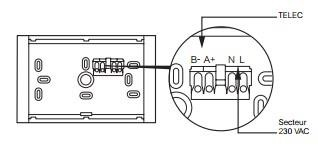 TELEC
B- A+ N L
Secteur
230 VAC